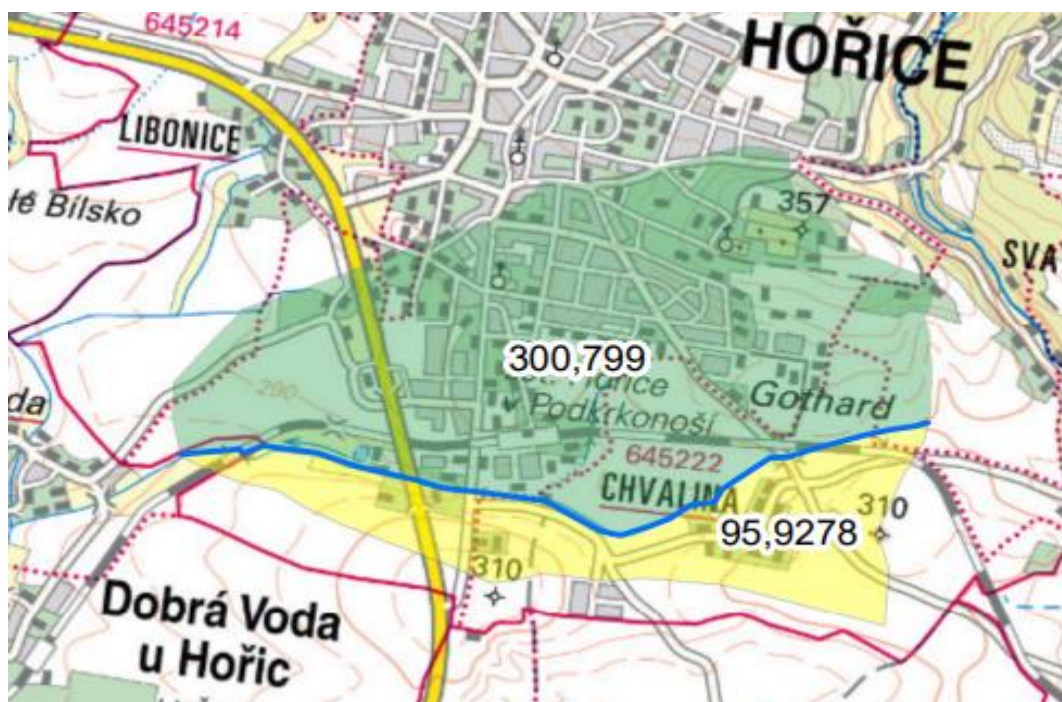 645214
HOŘICE
LIBONICE
Bílsko
357
SVA
300,799
290
Podkrkonoší
Gothard
da
645222
CHVALINA
310
95,9278
310
Dobrá Voda
u Hořic